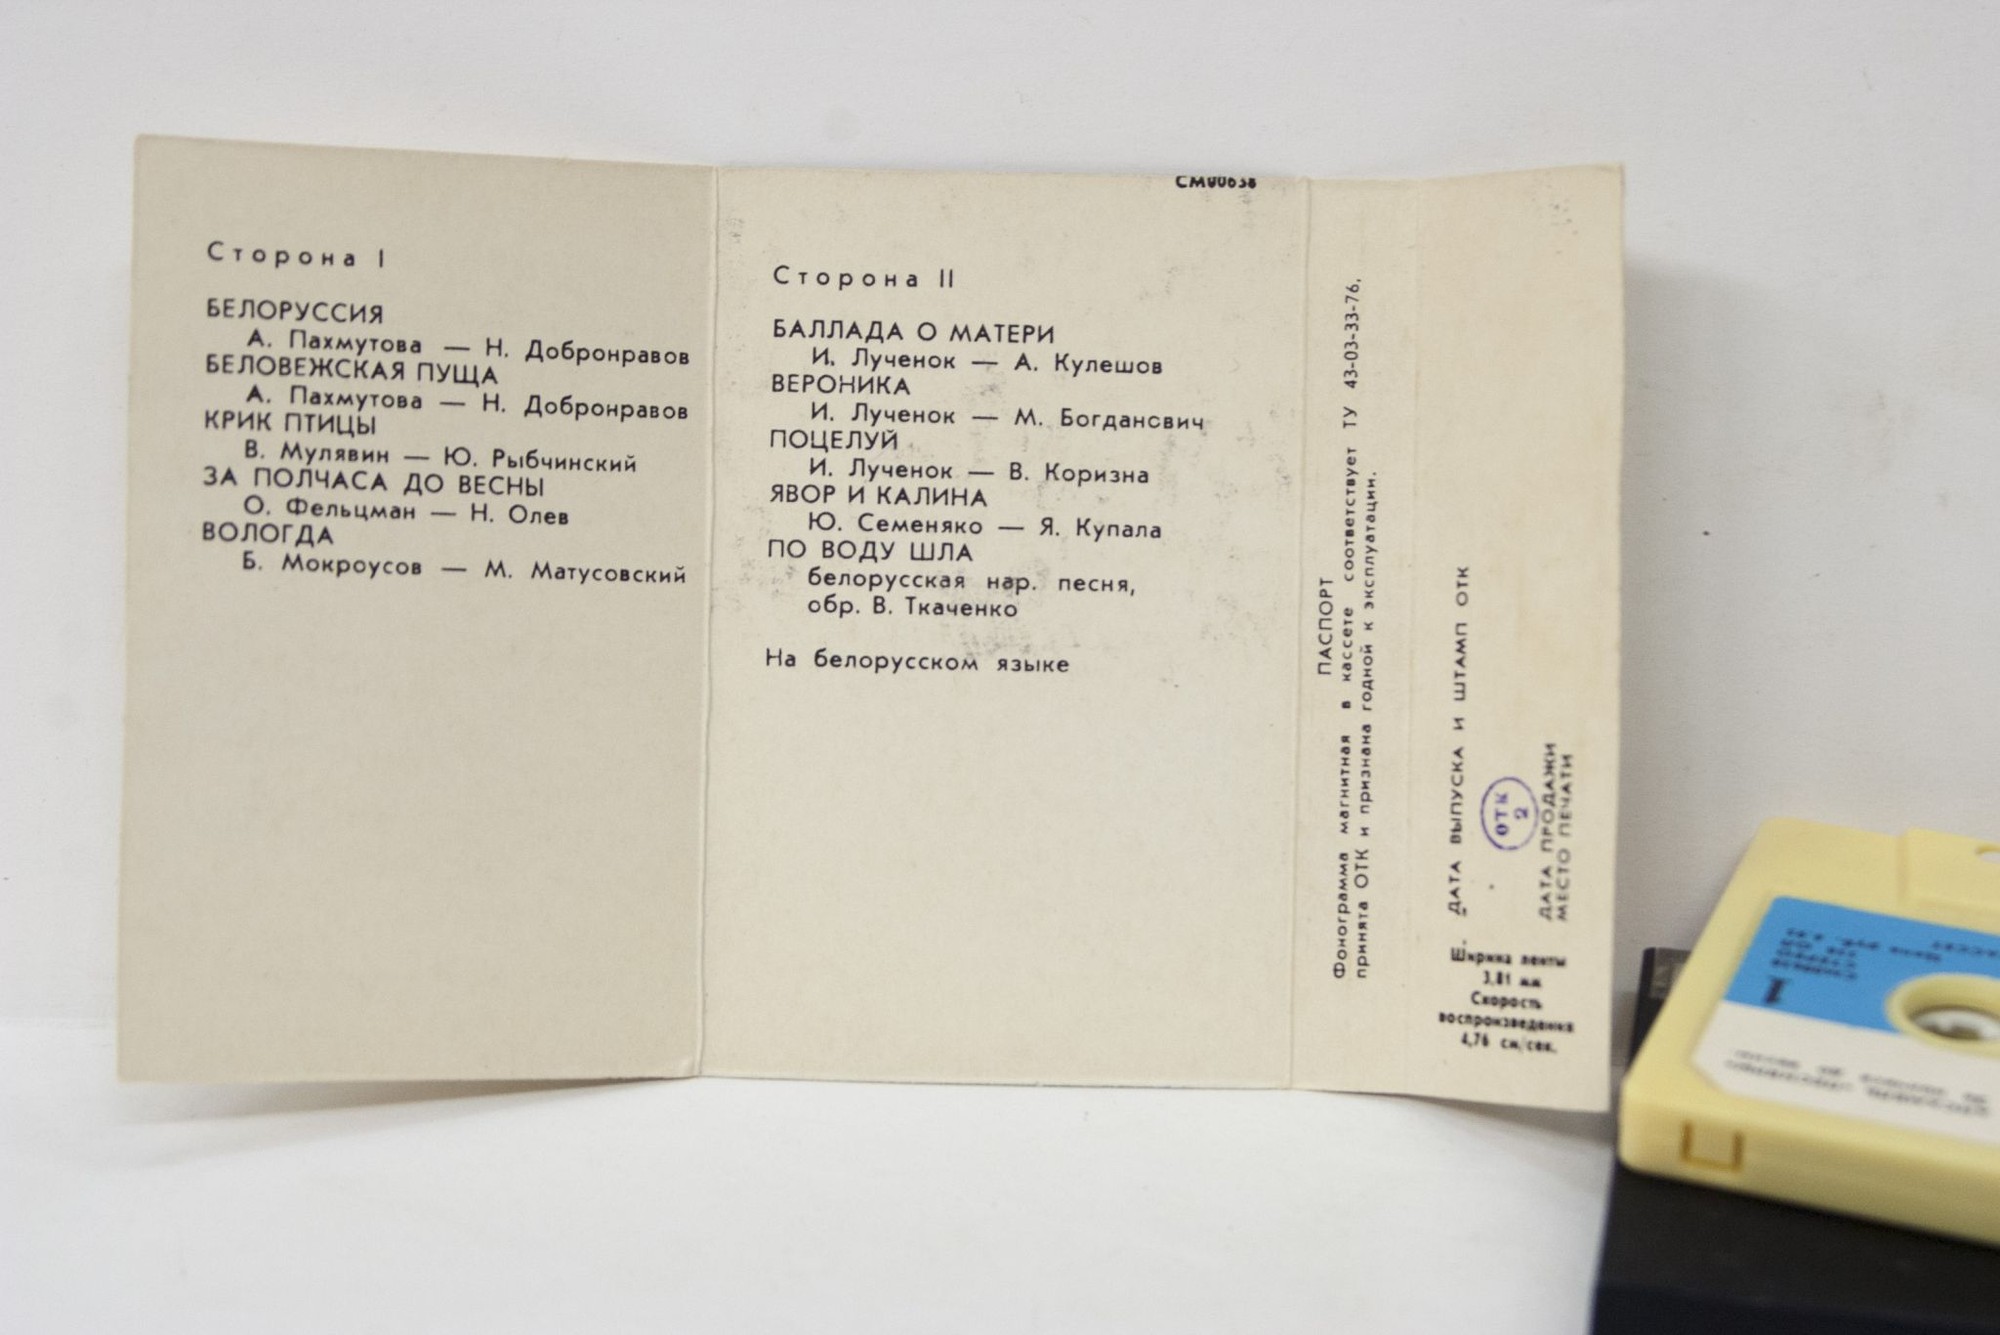 Сторона I
БЕЛОРУССИЯ
А. Пахмутова — Н. Добронравов
БЕЛОВЕЖСКАЯ ПУЩА
А. Пахмутова — Н. Добронравов
КРИК ПТИЦЫ
В. Мулявин — Ю. Рыбчинский
ЗА ПОЛЧАСА ДО ВЕСНЫ
О. Фельцман — Н. Олев
ВОЛОГДА
Б. Мокроусов — М. Матусовский
СМ00638
Сторона II
БАЛЛАДА О МАТЕРИ
И. Лученок — А. Кулешов
ВЕРОНИКА
И. Лученок — М. Богданович
ПОЦЕЛУЙ
И. Лученок — В. Коризна
ЯВОР И КАЛИНА
Ю. Семеняко — Я. Купала
ПО ВОДУ ШЛА
белорусская нар. песня,
обр. В. Ткаченко
На белорусском языке
ПАСПОРТ
Фонограмма магнитная в кассете соответствует ТУ 43-03-33-76,
принята ОТК и признана годной к эксплуатации.
ДАТА ВЫПУСКА И ШТАМП ОТК
ОТК
2
ДАТА ПРОДАЖИ
МЕСТО ПЕЧАТИ
Ширина ленты
3,81 мм
Скорость
воспроизведения
4,76 см/сек.
1